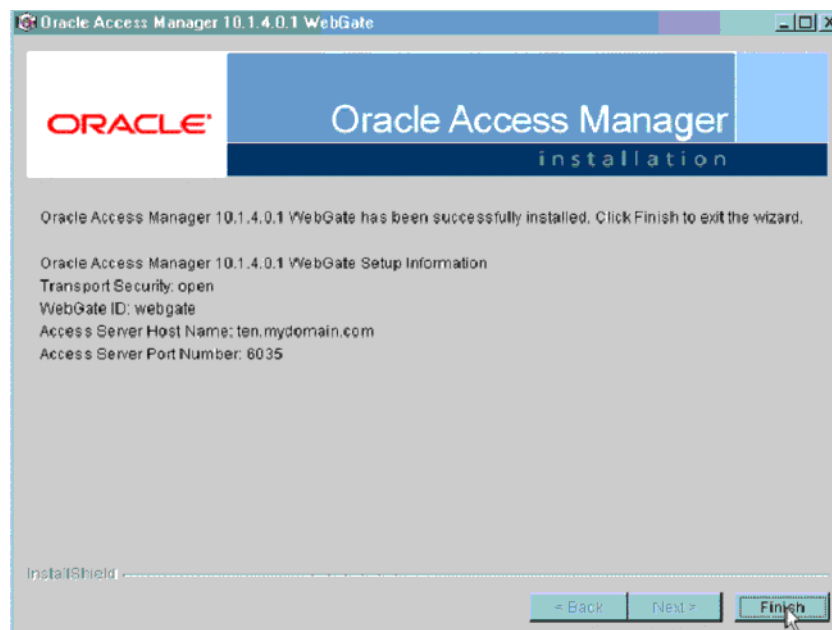 Oracle Access Manager 10.1.4.0.1 WebGate
ORACLE
Oracle Access Manager
installation
Oracle Access Manager 10.1.4.0.1 WebGate has been successfully installed. Click Finish to exit the wizard.
Oracle Access Manager 10.1.4.0.1 WebGate Setup Information
Transport Security: open
WebGate ID: webgate
Access Server Host Name: ten.mydomain.com
Access Server Port Number: 6035
InstallShield
< Back Next > Finish